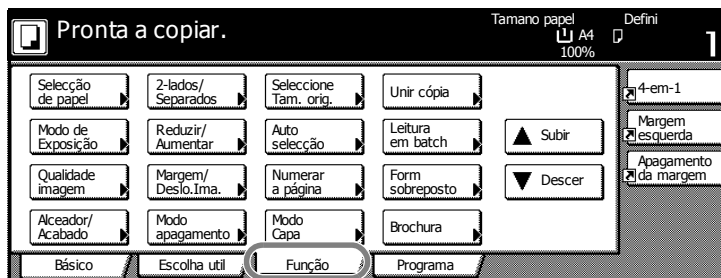 Pronta a copiar.
Tamano papel
A4
100%
Defini
1
Selecção
de papel
2-lados/
Separados
Seleccione
Tam. orig.
Unir cópia
4-em-1
Modo de
Exposição
Reduzir/
Aumentar
Auto
selecção
Leitura
em batch
Subir
Margem
esquerda
Qualidade
imagem
Margem/
Deslo.Ima.
Numerar
a página
Form
sobreposto
Descer
Apagamento
da margem
Alceador/
Acabado
Modo
apagamento
Modo
Capa
Brochura
Básico
Escolha util
Função
Programa